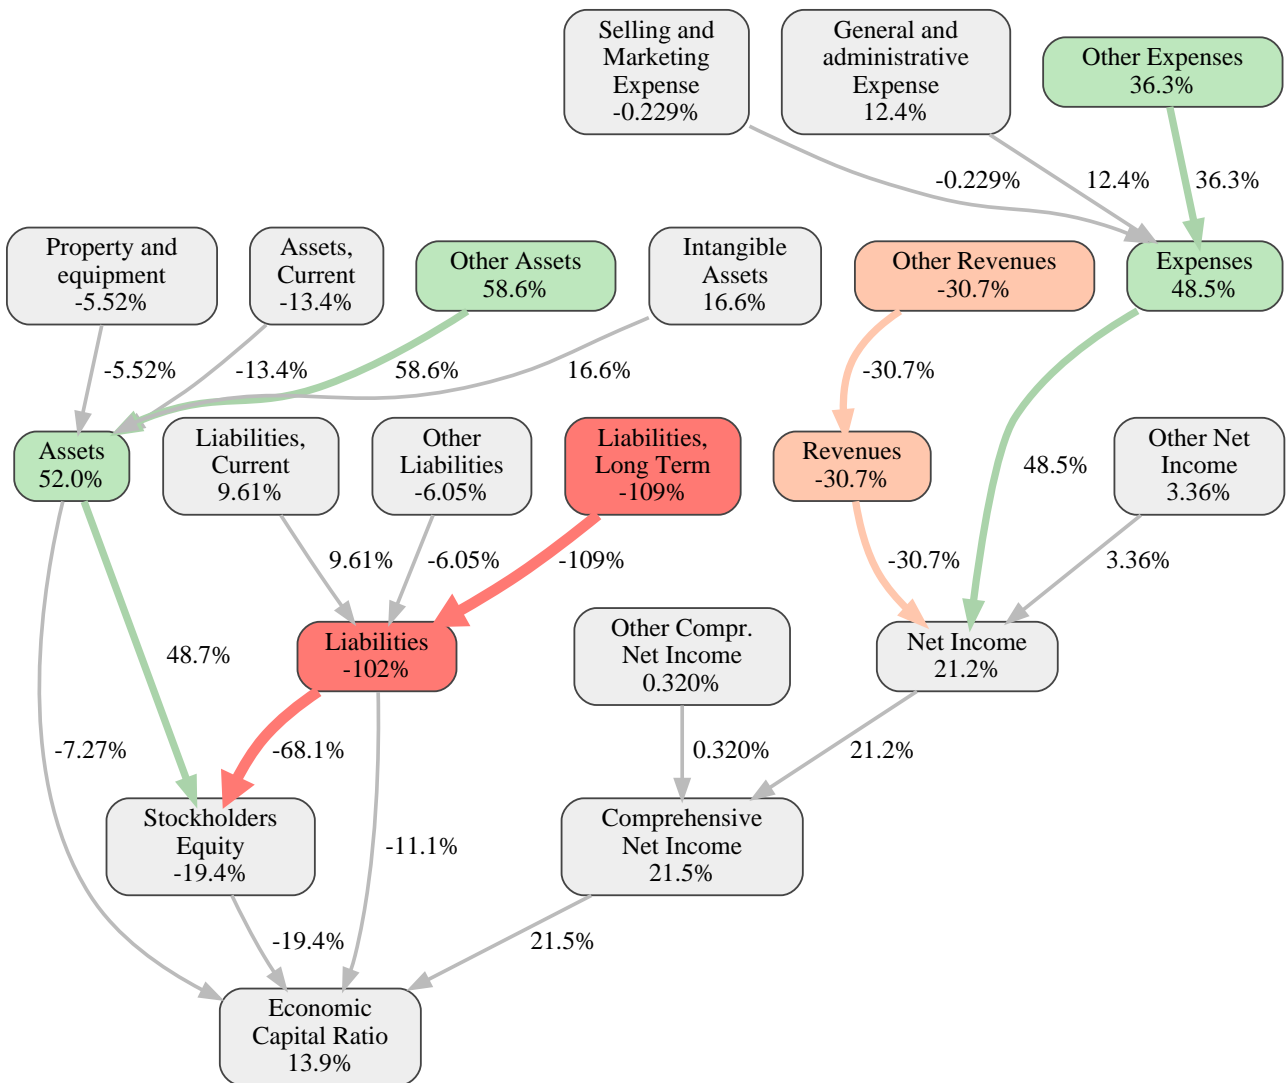 Selling and
Marketing
Expense
-0.229%
General and
administrative
Expense
12.4%
Other Expenses
36.3%
-0.229%
12.4%
36.3%
Property and
equipment
-5.52%
Assets,
Current
-13.4%
Other Assets
58.6%
Intangible
Assets
16.6%
Other Revenues
-30.7%
Expenses
48.5%
-5.52%
-13.4%
58.6%
16.6%
-30.7%
48.5%
Assets
52.0%
Liabilities,
Current
9.61%
Other
Liabilities
-6.05%
Liabilities,
Long Term
-109%
Revenues
-30.7%
Other Net
Income
3.36%
9.61%
-6.05%
-109%
-30.7%
3.36%
48.7%
Liabilities
-102%
Other Compr.
Net Income
0.320%
Net Income
21.2%
-7.27%
-68.1%
0.320%
21.2%
Stockholders
Equity
-19.4%
-11.1%
Comprehensive
Net Income
21.5%
-19.4%
21.5%
Economic
Capital Ratio
13.9%